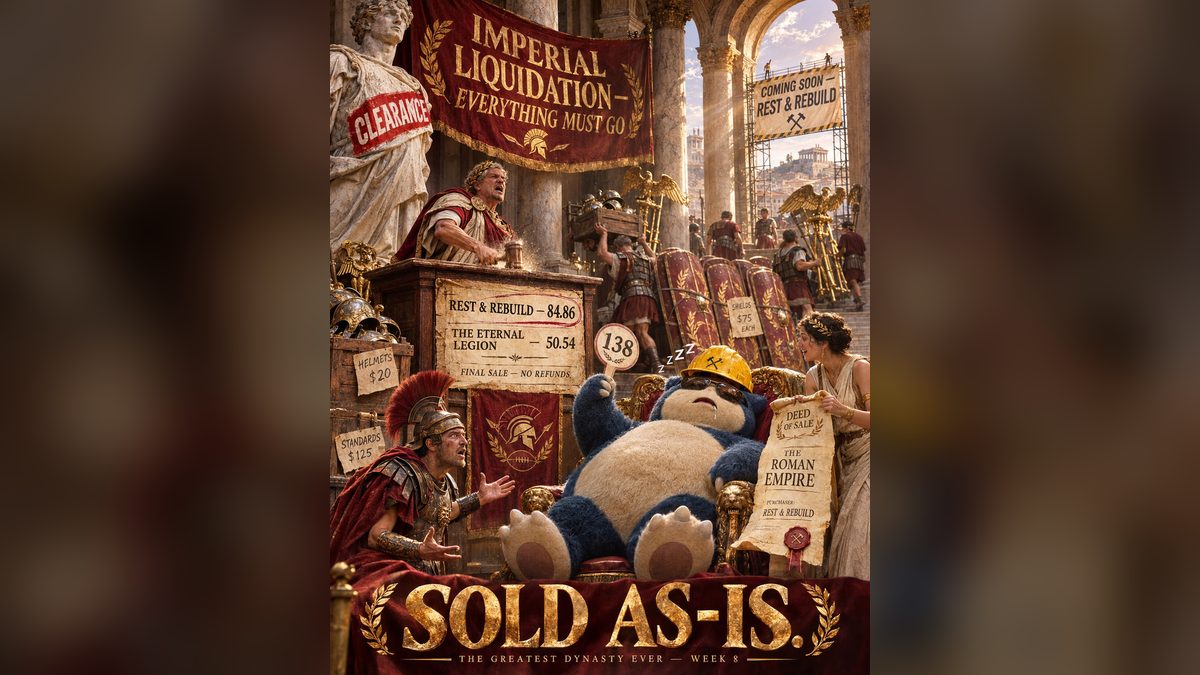 IMPERIAL
LIQUIDATION–
EVERYTHING MUST GO
COMING SOON –
REST & REBUILD
CLEARANCE
REST & REBUILD – 84.86
THE ETERNAL
LEGION – 50.54
FINAL SALE – NO REFUNDS
SHIELDS
$75
EACH
138
zzz
HELMETS
$20
STANDARDS
$125
DEED
OF SALE
THE
ROMAN
EMPIRE
PURCHASER:
REST & REBUILD
SOLD AS-IS.
THE GREATEST DYNASTY EVER — WEEK 8